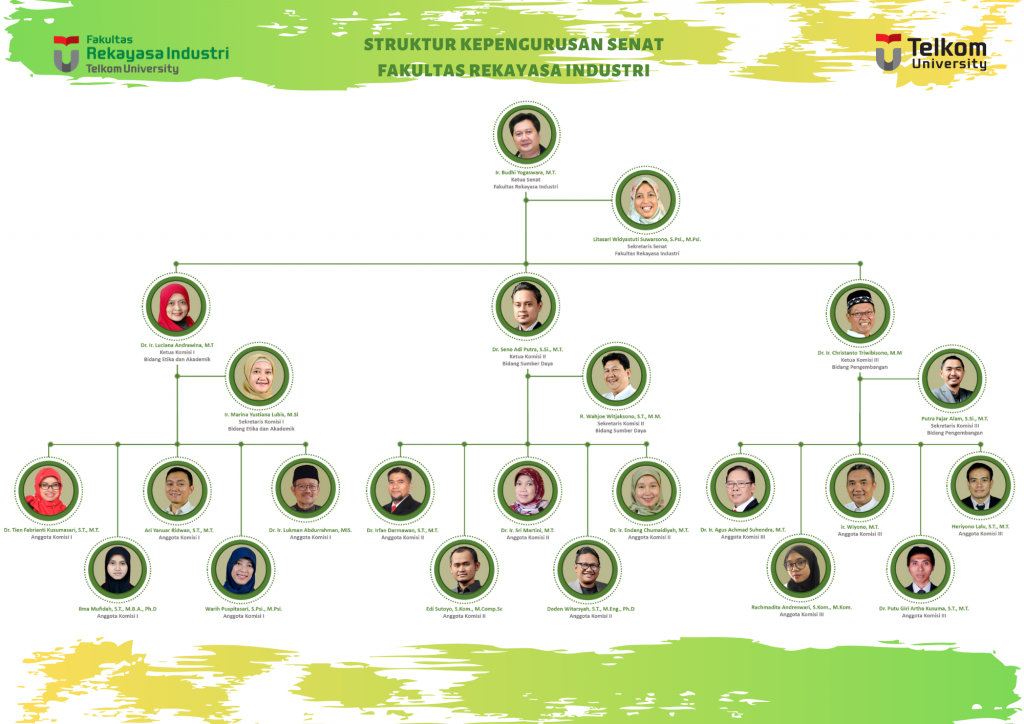 Fakultas
Rekayasa Industri
Telkom University
STRUKTUR KEPENGURUSAN SENAT
FAKULTAS REKAYASA INDUSTRI
Telkom
University
Ir. Budhi Yogaswara, M.T.
Ketua Senat
Fakultas Rekayasa Industri
Litasari Widyastuti Suwarsono, S.Psi., M.Psi.
Sekretaris Senat
Fakultas Rekayasa Industri
Dr. Ir. Luciana Andrawina, M.T
Ketua Komisi I
Bidang Etika dan Akademik
Dr. Seno Adi Putra, S.Si., M.T.
Ketua Komisi II
Bidang Sumber Daya
Dr. Ir. Christanto Triwibisono, M.M
Ketua Komisi III
Bidang Pengembangan
Ir. Marina Yustiana Lubis, M.Si
Sekretaris Komisi I
Bidang Etika dan Akademik
R. Wahjoe Witjaksono, S.T., M.M.
Sekretaris Komisi II
Bidang Sumber Daya
Putra Fajar Alam, S.Si., M.T.
Sekretaris Komisi III
Bidang Pengembangan
Dr. Tien Febrianti Kusumasari, S.T., M.T.
Anggota Komisi I
Ari Yanuar Ridwan, S.T., M.T.
Anggota Komisi I
Dr. Ir. Lukman Abdurrahman, MIS.
Anggota Komisi I
Dr. Irfan Darmawan, S.T., M.T.
Anggota Komisi II
Dr. Ir. Sri Martini, M.T
Anggota Komisi II
Dr. Ir. Endang Chumaidiyah, M.T.
Anggota Komisi II
Dr. Ir. Agus Achmad Suhendra, M.T.
Anggota Komisi III
Ir. Wiyono, M.T.
Anggota Komisi III
Heriyono Lalu, S.T., M.T.
Anggota Komisi III
Ilma Mufidah, S.T., M.B.A., Ph.D
Anggota Komisi I
Warih Puspitasari, S.Psi., M.Psi.
Anggota Komisi I
Edi Sutoyo, S.Kom., M.Comp.Sc
Anggota Komisi II
Deden Witarsyah, S.T., M.Eng., Ph.D
Anggota Komisi II
Rachmadita Andreswari, S.Kom., M.Kom.
Anggota Komisi III
Dr. Putu Giri Artha Kusuma, S.T., M.T.
Anggota Komisi III